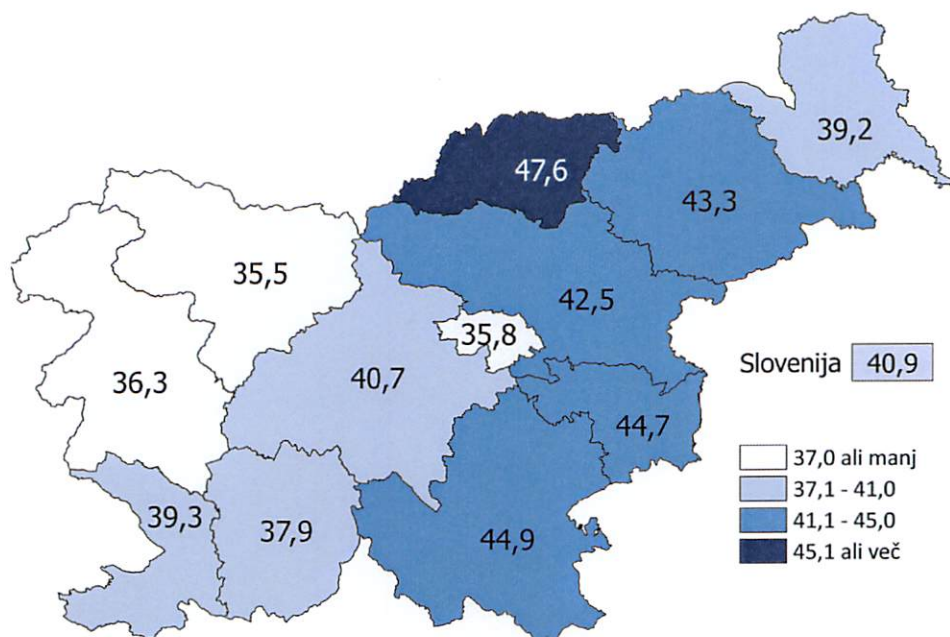 39,2
47,6
43,3
35,5
42,5
35,8
36,3
40,7
Slovenija 40,9
44,7
39,3
37,9
44,9
37,0 ali manj
37,1 - 41,0
41,1 - 45,0
45,1 ali več